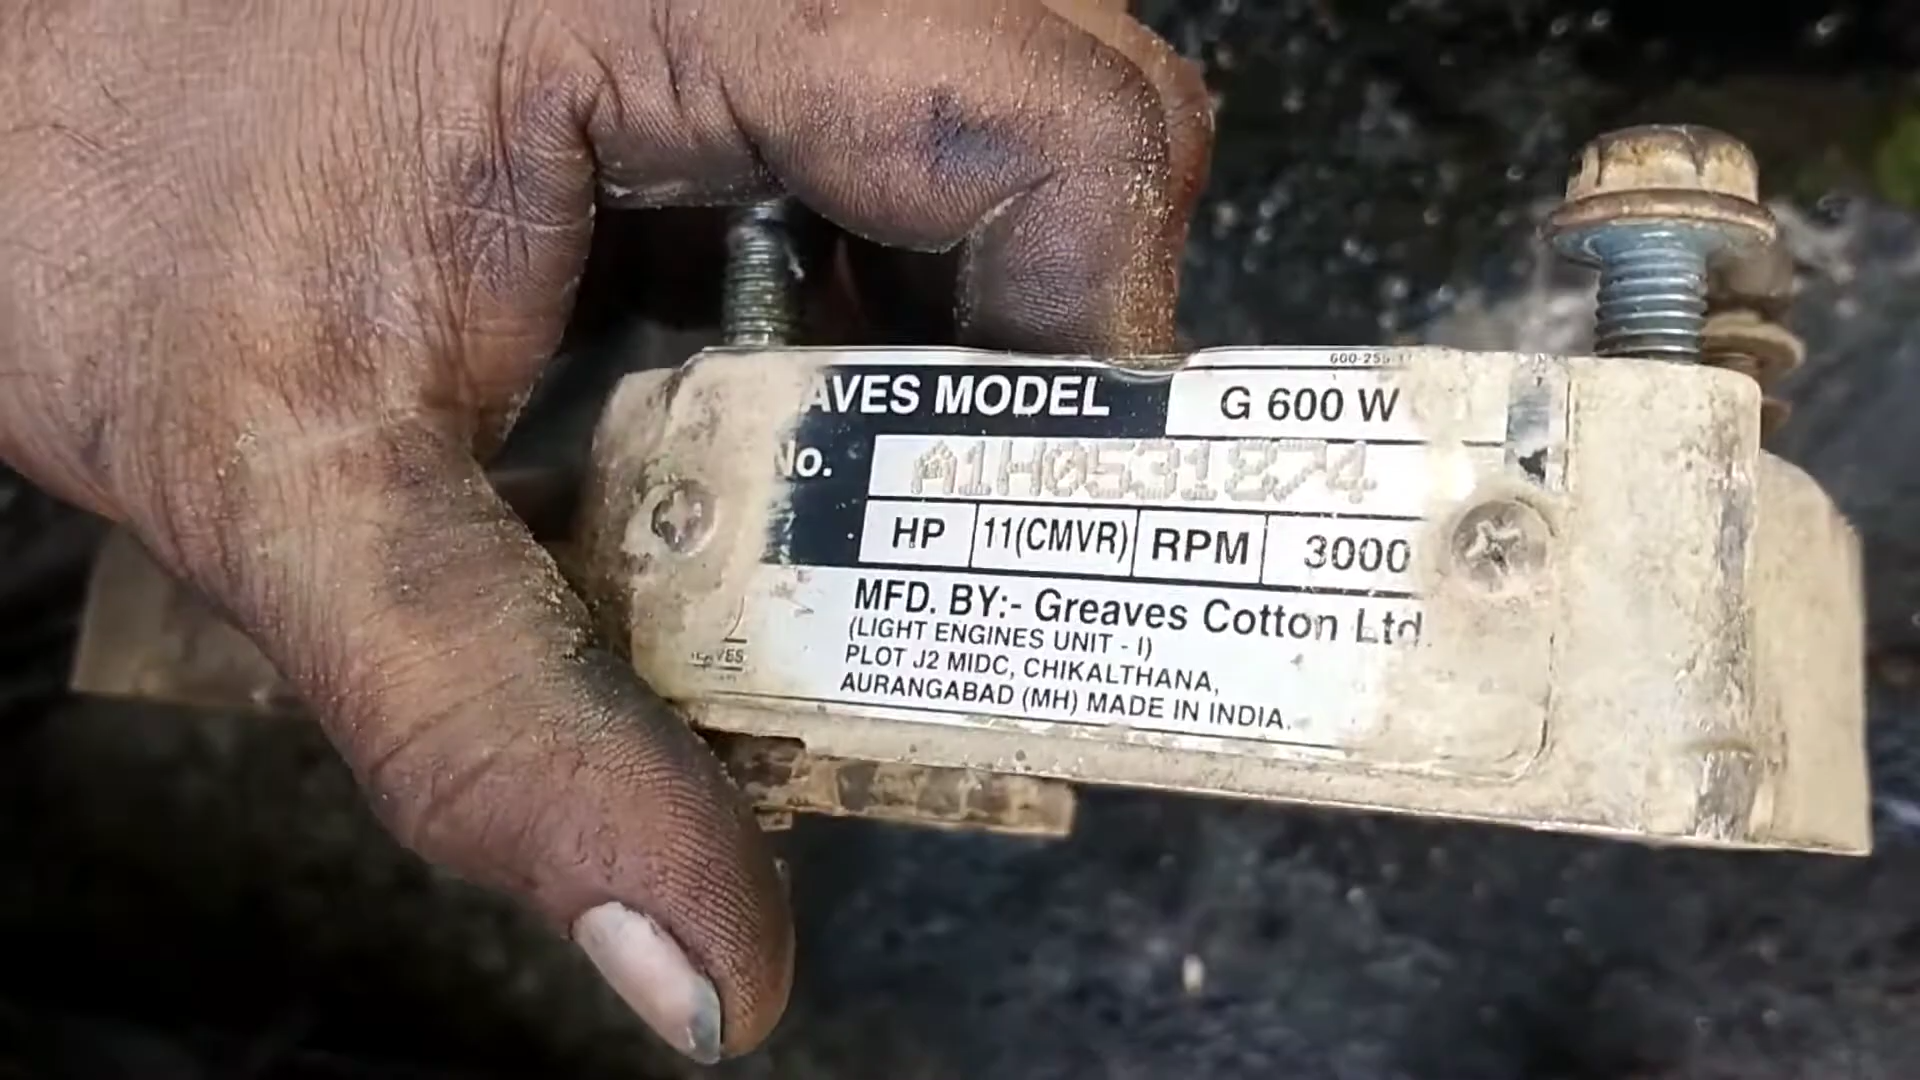 AVES MODEL G 600 W
No. A1H0531874
HP 11(CMVR) RPM 3000
MFD. BY:- Greaves Cotton Ltd.
(LIGHT ENGINES UNIT - I)
PLOT J2 MIDC, CHIKALTHANA,
AURANGABAD (MH) MADE IN INDIA.